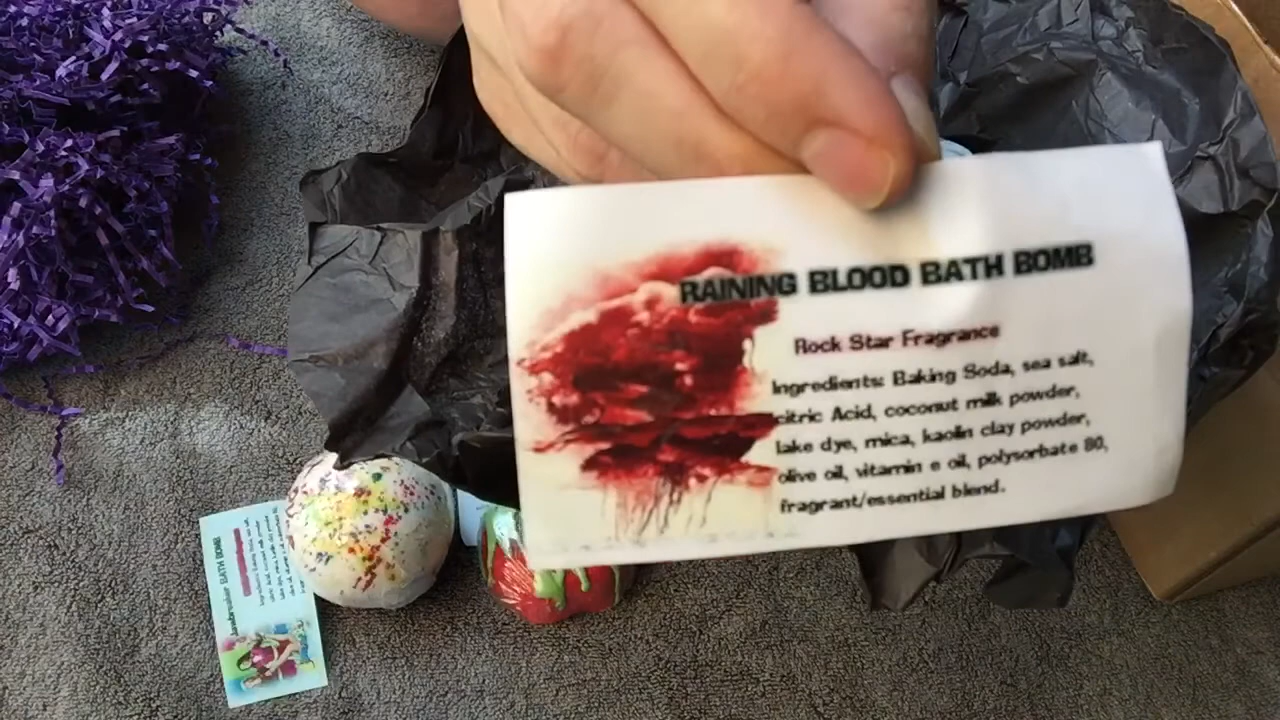 RAINING BLOOD BATH BOMB
Rock Star Fragrance
Ingredients: Baking Soda, sea salt,
citric Acid, coconut milk powder,
lake dye, mica, kaolin clay powder,
olive oil, vitamin e oil, polysorbate 80,
fragrant/essential blend.
Jawbreaker BATH BOMB